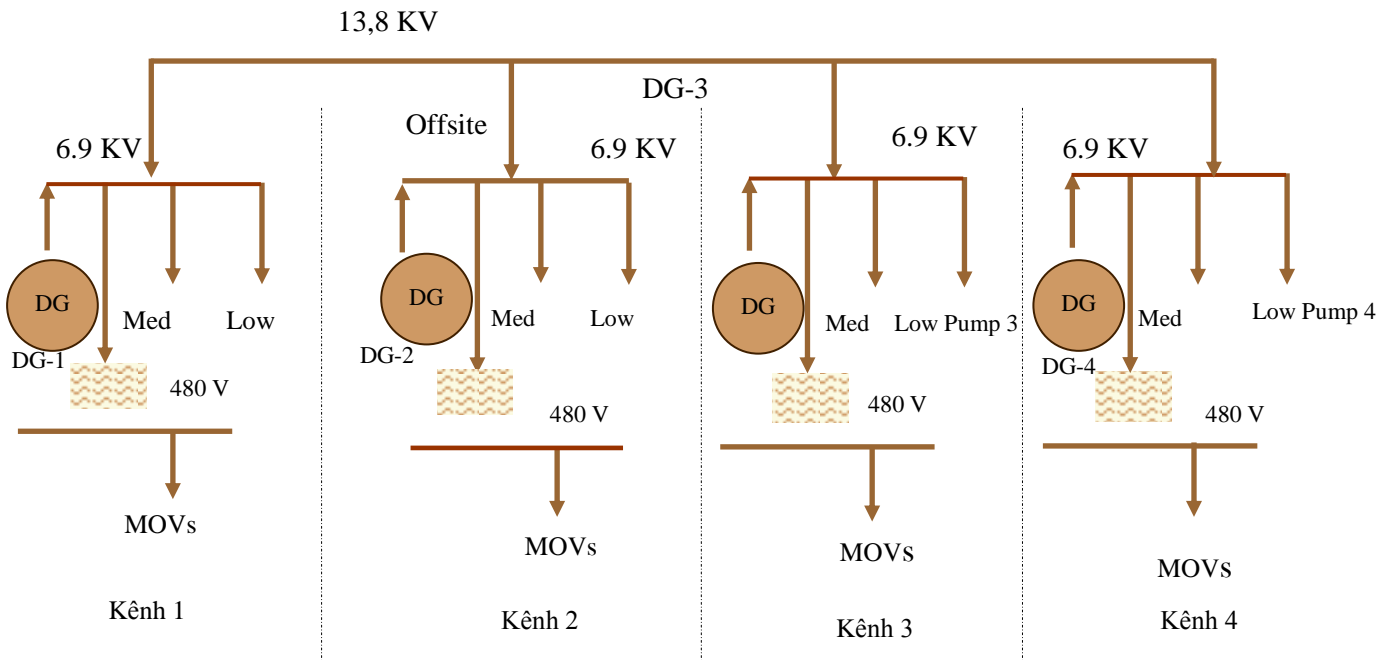 13,8 KV
DG-3
Offsite
6.9 KV
6.9 KV
6.9 KV
6.9 KV
DG
DG
DG
DG
Med
Low
Med
Low
Med
Low Pump 3
Med
Low Pump 4
DG-1
DG-2
DG-4
480 V
480 V
480 V
480 V
MOVs
MOVs
MOVs
MOVs
Kênh 1
Kênh 2
Kênh 3
Kênh 4